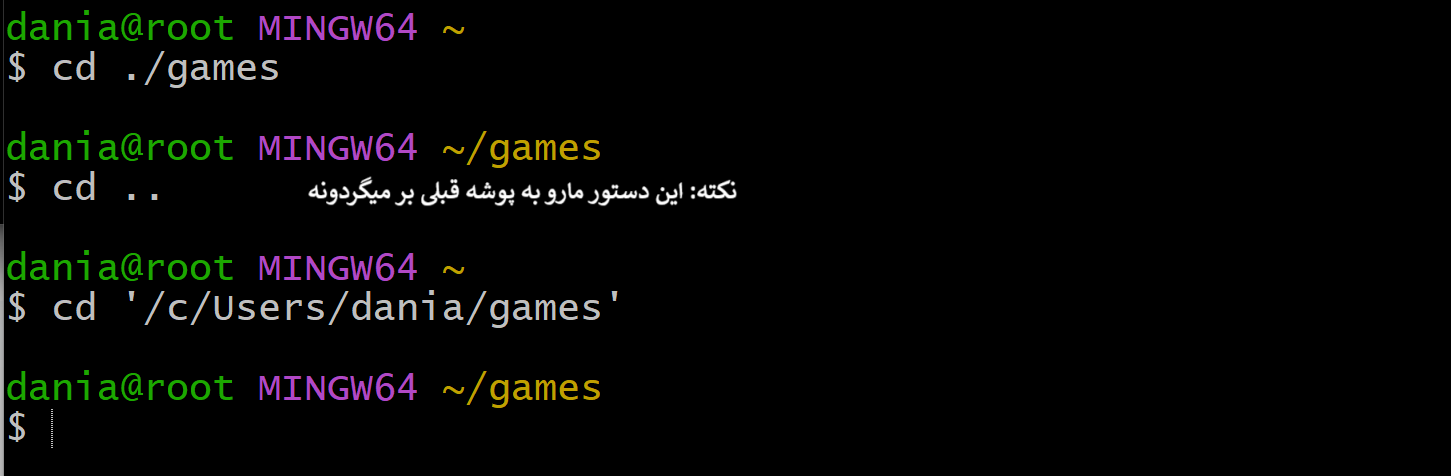 dania@root MINGW64 ~
$ cd ./games
dania@root MINGW64 ~/games
$ cd .. نکته: این دستور مارو به پوشه قبلی بر میگردونه
dania@root MINGW64 ~
$ cd '/c/Users/dania/games'
dania@root MINGW64 ~/games
$